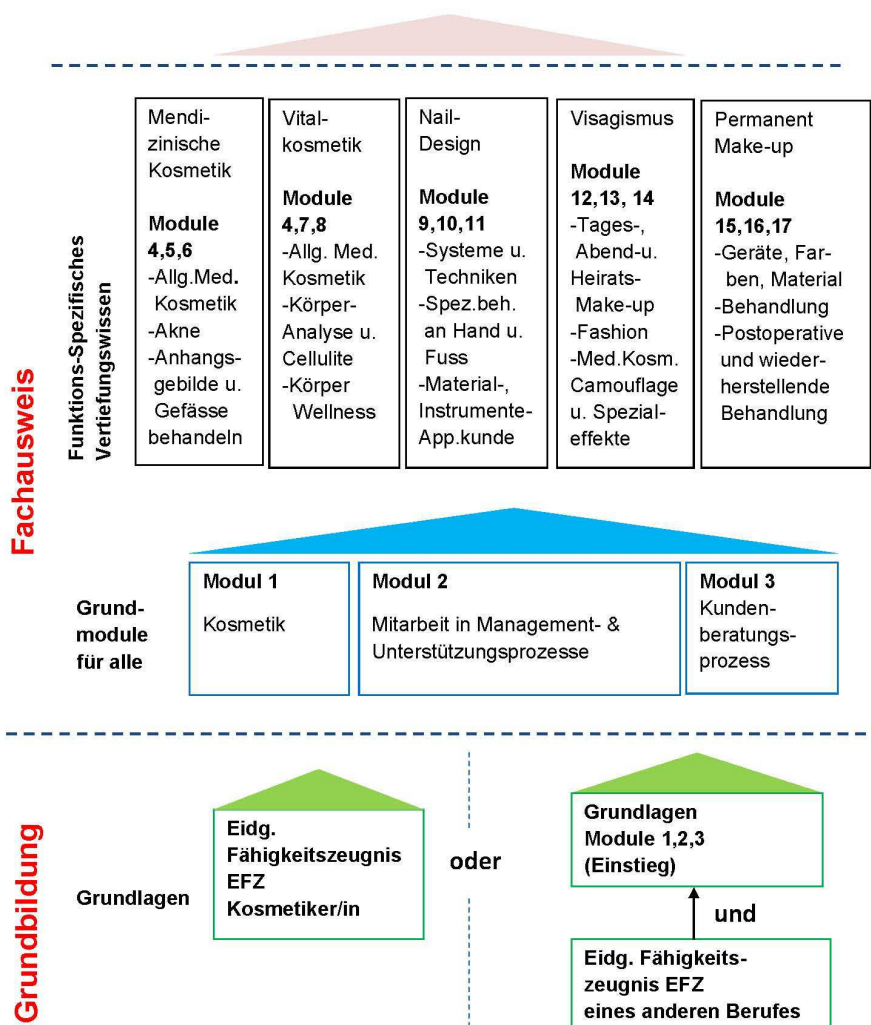 Fachausweis
Funktions-Spezifisches
Vertiefungswissen
Mendi-
zinische
Kosmetik
Module
4,5,6
-Allg.Med.
Kosmetik
-Akne
-Anhangs-
gebilde u.
Gefässe
behandeln
Vital-
kosmetik
Module
4,7,8
-Allg. Med.
Kosmetik
-Körper-
Analyse u.
Cellulite
-Körper
Wellness
Nail-
Design
Module
9,10,11
-Systeme u.
Techniken
-Spez.beh.
an Hand u.
Fuss
-Material-,
Instrumente-
App.kunde
Visagismus
Module
12,13, 14
-Tages-,
Abend-u.
Heirats-
Make-up
-Fashion
-Med.Kosm.
Camouflage
u. Spezial-
effekte
Permanent
Make-up
Module
15,16,17
-Geräte, Far-
ben, Material
-Behandlung
-Postoperative
und wieder-
herstellende
Behandlung
Grund-
module
für alle
Modul 1
Kosmetik
Modul 2
Mitarbeit in Management- &
Unterstützungsprozesse
Modul 3
Kunden-
beratungs-
prozess
Grundbildung
Grundlagen
Eidg.
Fähigkeitszeugnis
EFZ
Kosmetiker/in
oder
Grundlagen
Module 1,2,3
(Einstieg)
und
Eidg. Fähigkeits-
zeugnis EFZ
eines anderen Berufes